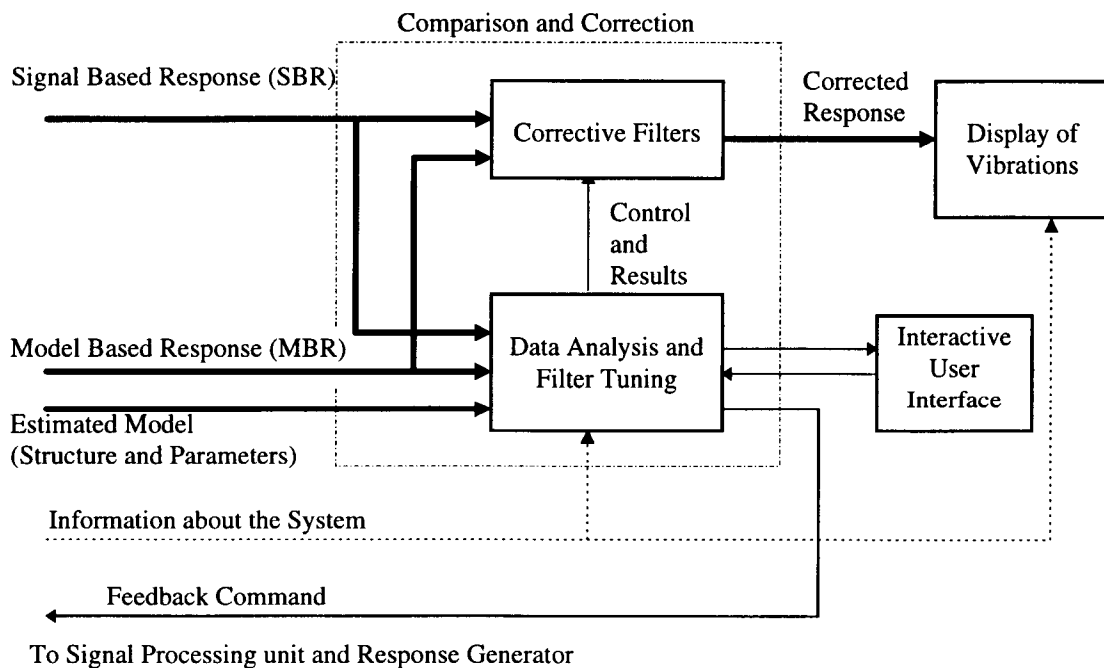 Comparison and Correction
Signal Based Response (SBR)
Corrective Filters
Corrected
Response
Display of
Vibrations
Control
and
Results
Model Based Response (MBR)
Data Analysis and
Filter Tuning
Interactive
User
Interface
Estimated Model
(Structure and Parameters)
Information about the System
Feedback Command
To Signal Processing unit and Response Generator